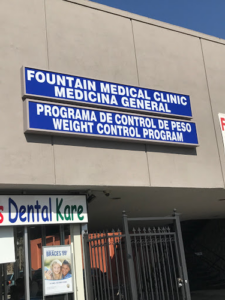 FOUNTAIN MEDICAL CLINIC
MEDICINA GENERAL
PROGRAMA DE CONTROL DE PESO
WEIGHT CONTROL PROGRAM
s Dental Kare
BRACES